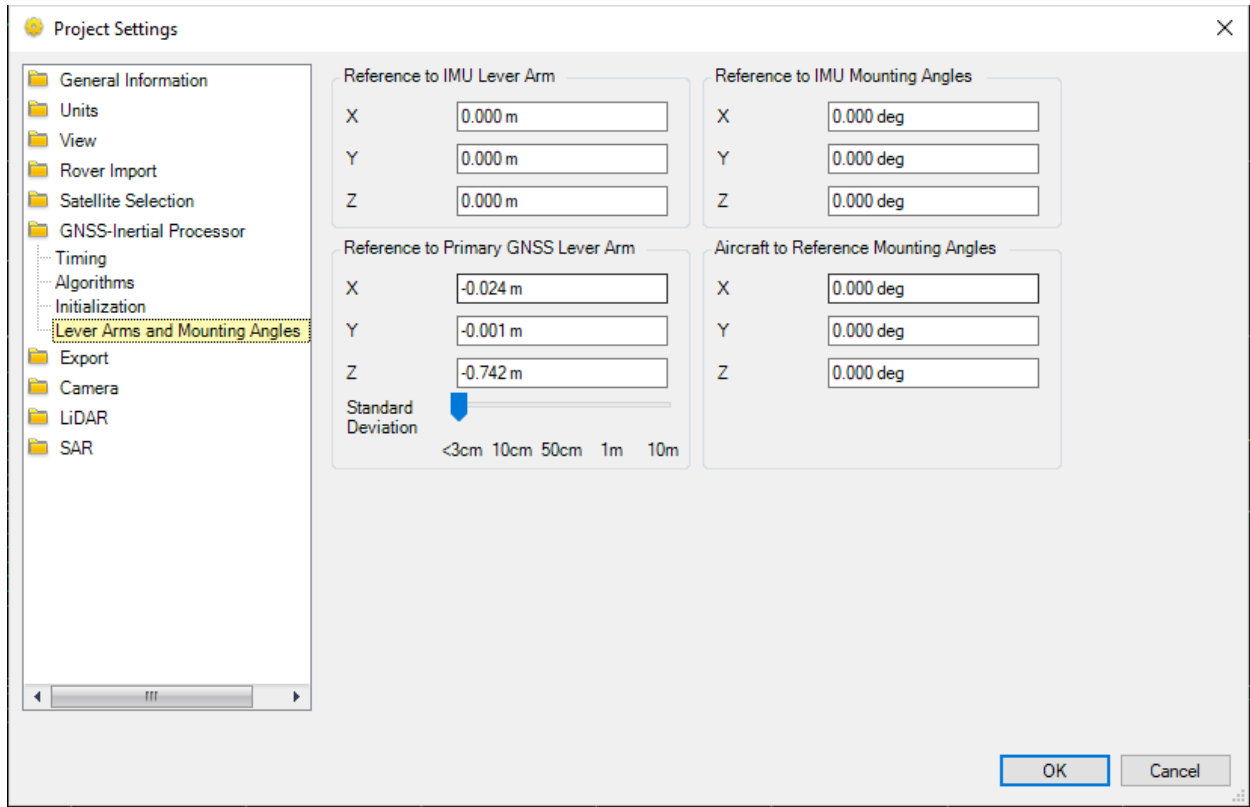 Project Settings
General Information
Units
View
Rover Import
Satellite Selection
GNSS-Inertial Processor
Timing
Algorithms
Initialization
Lever Arms and Mounting Angles
Export
Camera
LiDAR
SAR
Reference to IMU Lever Arm
X 0.000 m
Y 0.000 m
Z 0.000 m
Reference to IMU Mounting Angles
X 0.000 deg
Y 0.000 deg
Z 0.000 deg
Reference to Primary GNSS Lever Arm
X -0.024 m
Y -0.001 m
Z -0.742 m
Standard
Deviation
<3cm 10cm 50cm 1m 10m
Aircraft to Reference Mounting Angles
X 0.000 deg
Y 0.000 deg
Z 0.000 deg
OK Cancel